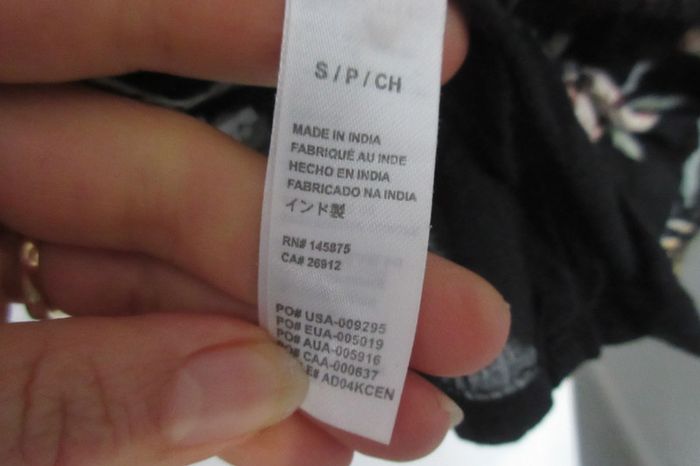 S / P / CH
MADE IN INDIA
FABRIQUÉ AU INDE
HECHO EN INDIA
FABRICADO NA INDIA
インド製
RN# 145875
CA# 26912
PO# USA-009295
PO# EUA-005019
PO# AUA-005916
PO# CAA-000637
E# AD04KCEN